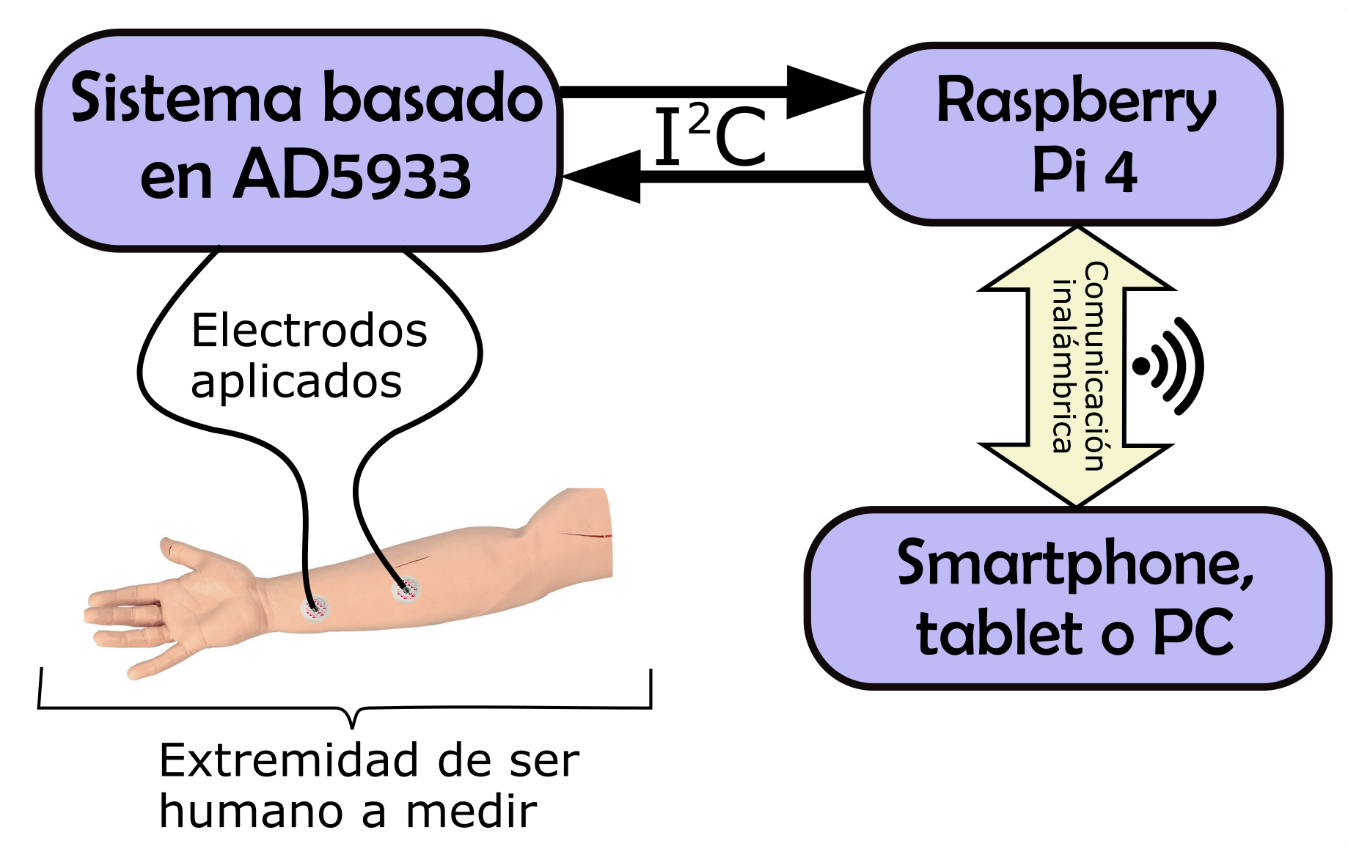 Sistema basado
en AD5933
I²C
Raspberry
Pi 4
Electrodos
aplicados
Comunicación
inalámbrica
Smartphone,
tablet o PC
Extremidad de ser
humano a medir